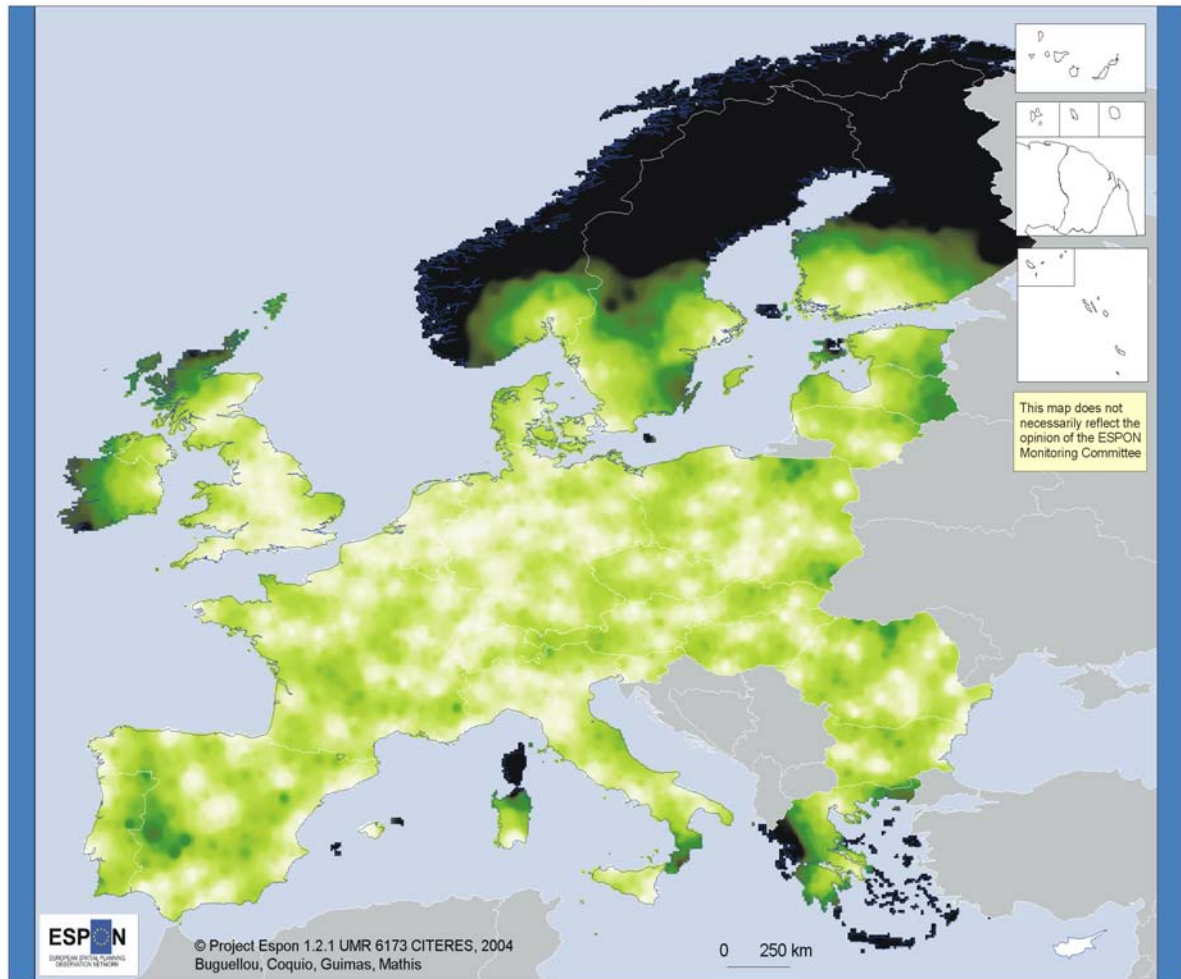 This map does not
necessarily reflect the
opinion of the ESPON
Monitoring Committee
ESPON
EUROPEAN SPATIAL PLANNING
OBSERVATION NETWORK
© Project Espon 1.2.1 UMR 6173 CITERES, 2004
Buguellou, Coquio, Guimas, Mathis
0 250 km